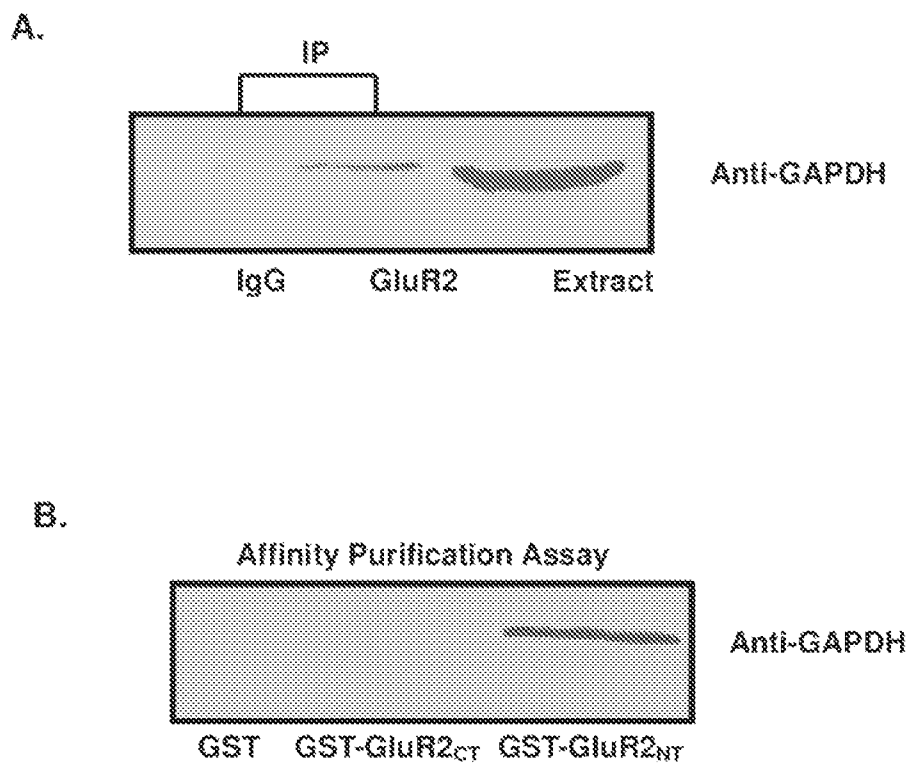 A.
IP
Anti-GAPDH
IgG GluR2 Extract
B.
Affinity Purification Assay
Anti-GAPDH
GST GST-GluR2CT GST-GluR2NT